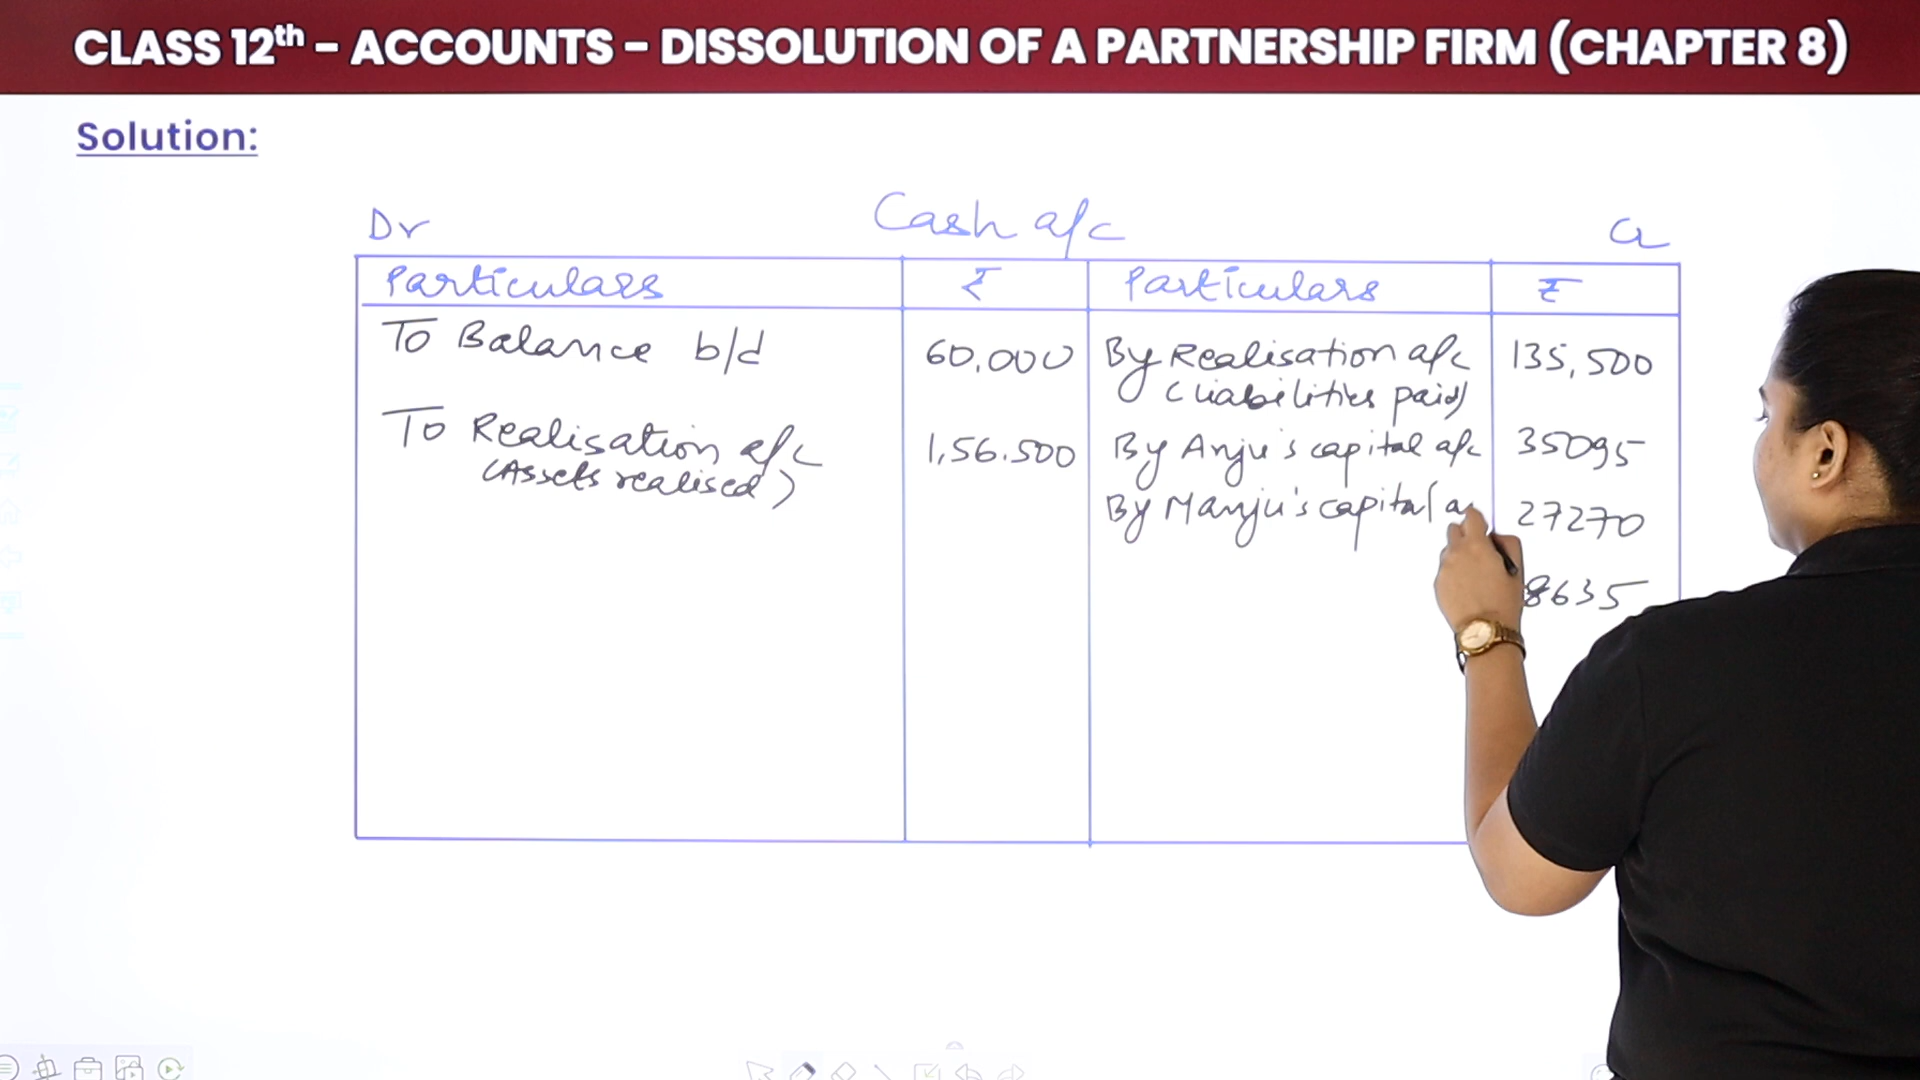 CLASS 12th – ACCOUNTS – DISSOLUTION OF A PARTNERSHIP FIRM (CHAPTER 8)
Solution:
Dr Cash a/c Cr
Particulars ₹ Particulars ₹
To Balance b/d 60,000 By Realisation a/c 135,500
(Liabilities paid)
To Realisation a/c 1,56.500 By Anju's capital a/c 35095
(Assets realised)
By Manju's capital a 27270
8635